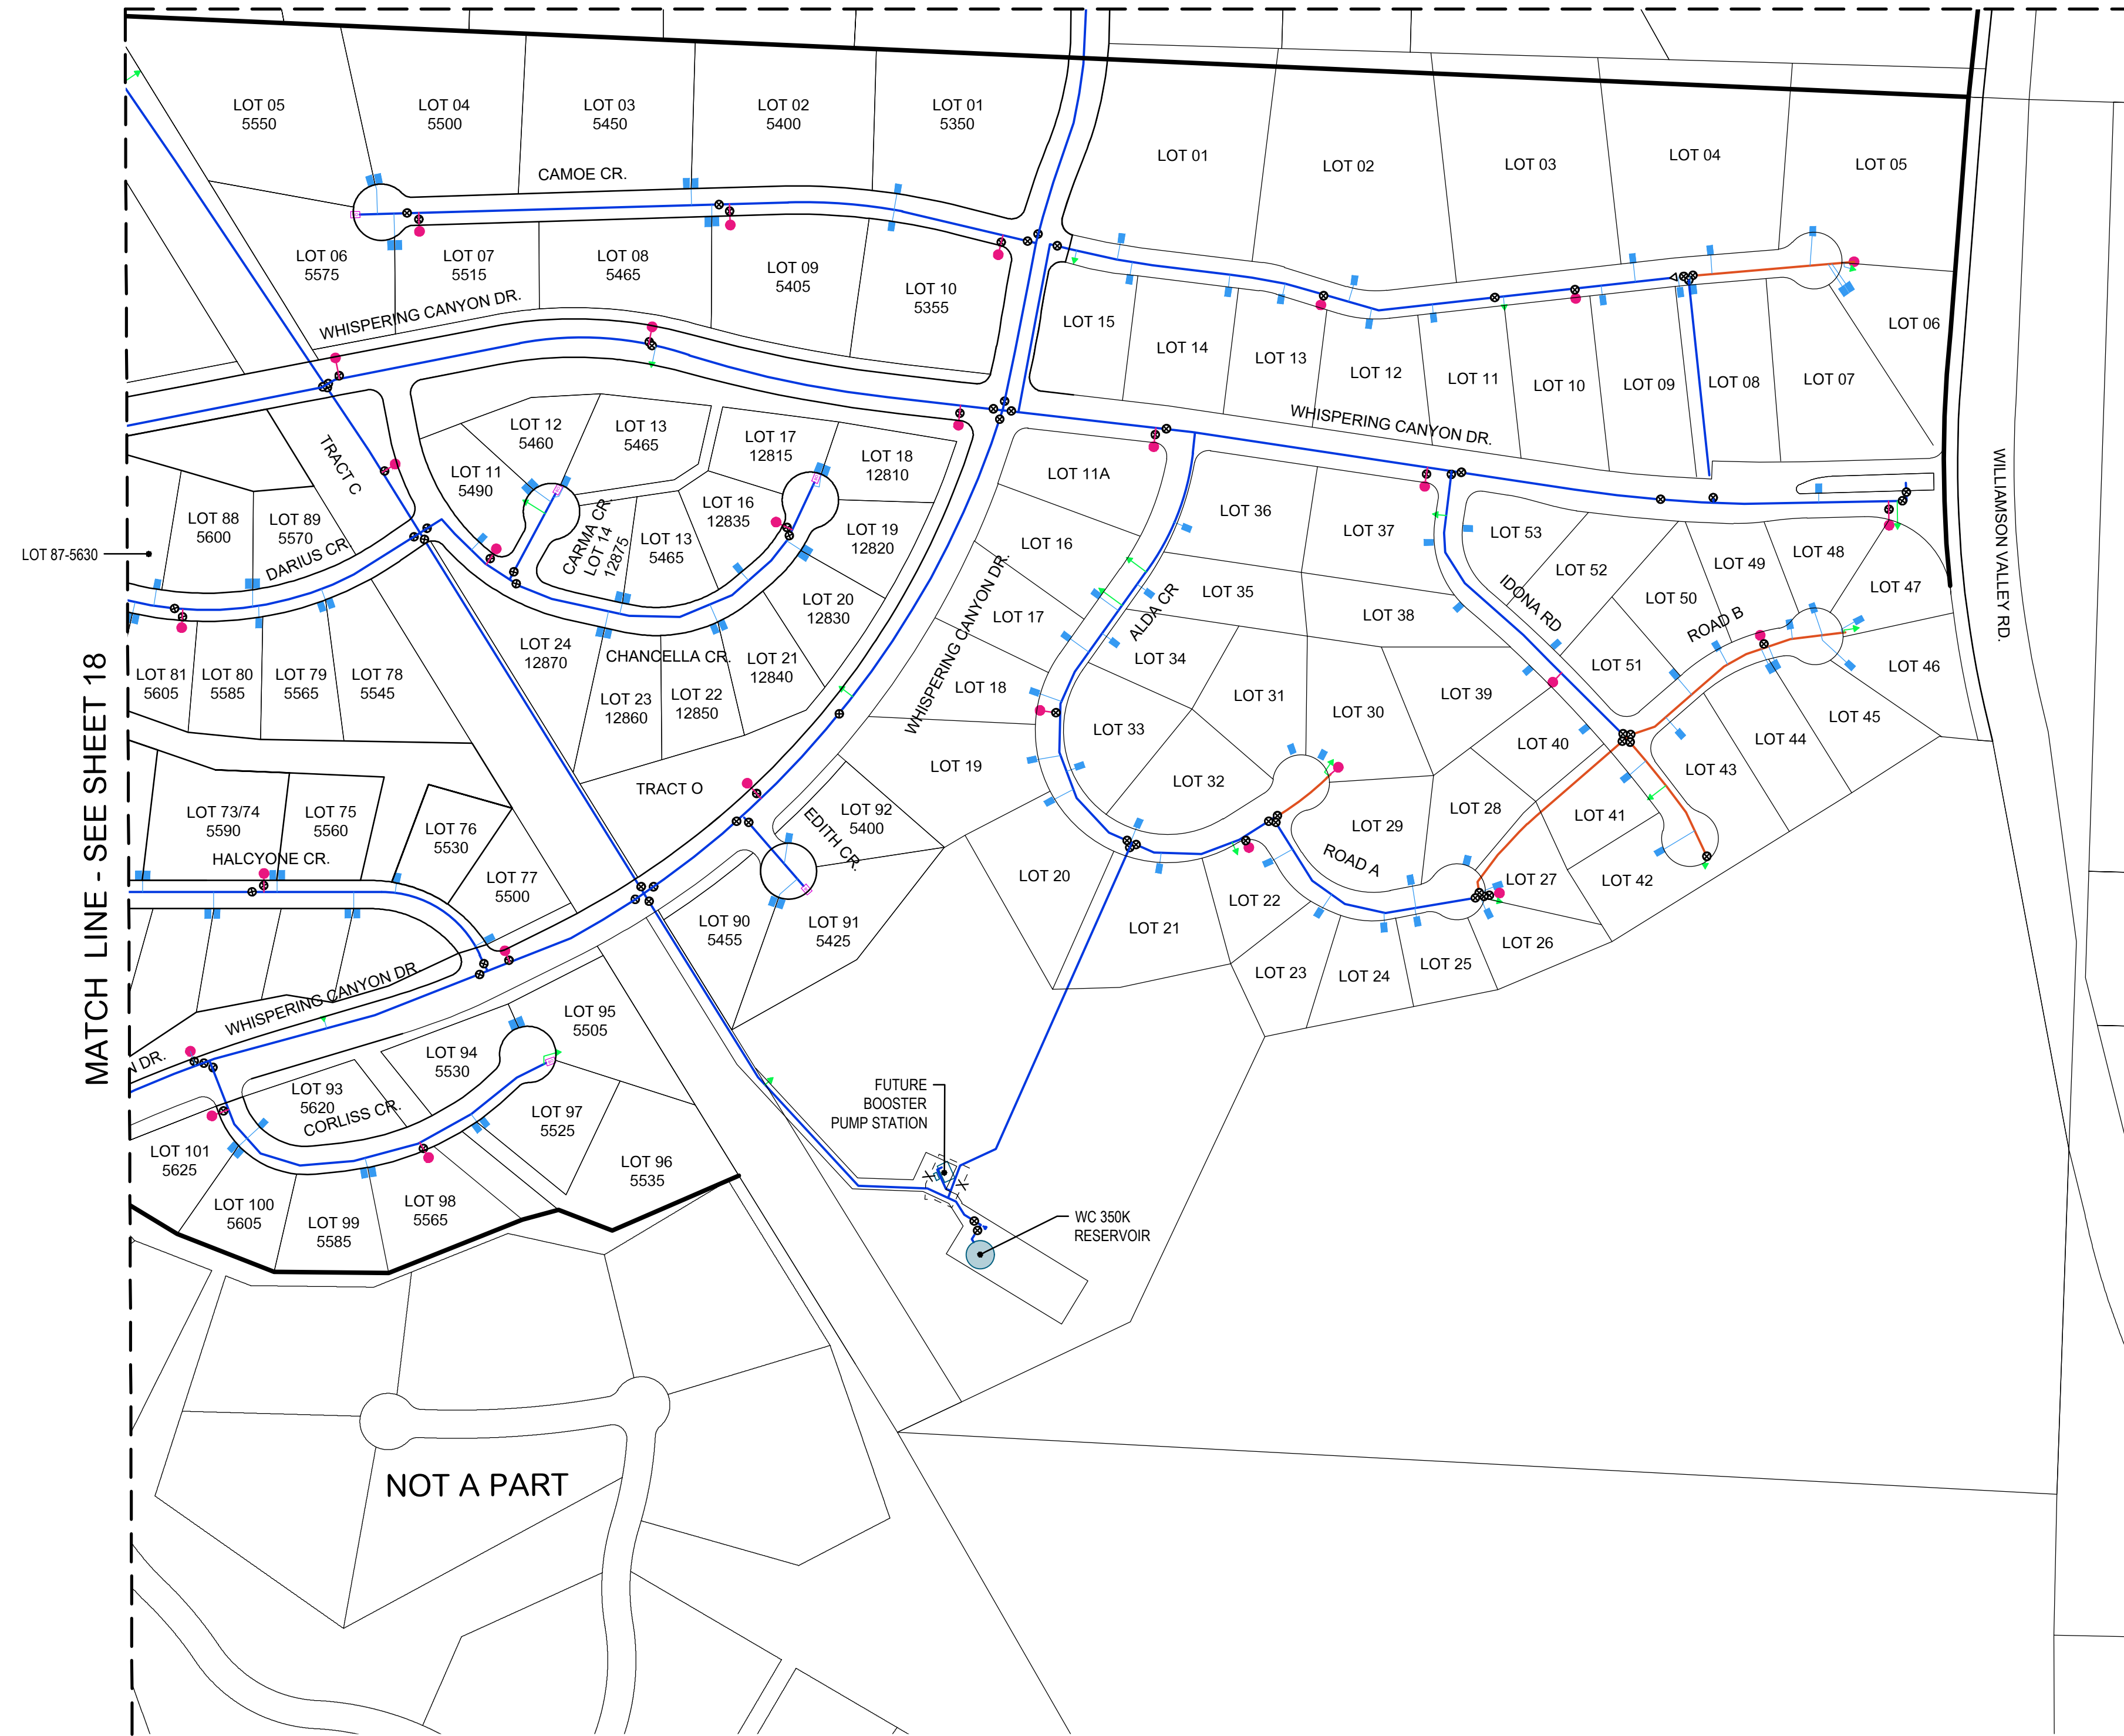 LOT 05
5550
LOT 04
5500
LOT 03
5450
LOT 02
5400
LOT 01
5350
CAMOE CR.
LOT 06
5575
LOT 07
5515
LOT 08
5465
LOT 09
5405
LOT 10
5355
WHISPERING CANYON DR.
LOT 01
LOT 02
LOT 03
LOT 04
LOT 05
LOT 15
LOT 14
LOT 13
LOT 12
LOT 11
LOT 10
LOT 09
LOT 08
LOT 07
LOT 06
WHISPERING CANYON DR.
WILLIAMSON VALLEY RD.
TRACT C
LOT 12
5460
LOT 13
5465
LOT 17
12815
LOT 18
12810
LOT 11
5490
CARMA CR.
LOT 14
12875
LOT 13
5465
LOT 16
12835
LOT 19
12820
LOT 20
12830
LOT 88
5600
LOT 89
5570
LOT 87-5630
DARIUS CR.
LOT 81
5605
LOT 80
5585
LOT 79
5565
LOT 78
5545
LOT 24
12870
CHANCELLA CR.
LOT 21
12840
LOT 23
12860
LOT 22
12850
TRACT O
WHISPERING CANYON DR.
LOT 11A
LOT 16
LOT 17
LOT 18
LOT 19
ALDA CR
LOT 36
LOT 37
LOT 35
LOT 38
LOT 34
LOT 31
LOT 30
LOT 39
LOT 33
LOT 32
LOT 53
LOT 52
LOT 50
LOT 49
LOT 48
LOT 47
IDONA RD
ROAD B
LOT 51
LOT 46
LOT 45
LOT 44
LOT 43
LOT 40
LOT 41
LOT 42
LOT 28
LOT 29
ROAD A
LOT 27
LOT 26
LOT 25
LOT 24
LOT 23
LOT 22
LOT 21
LOT 20
MATCH LINE - SEE SHEET 18
LOT 73/74
5590
LOT 75
5560
LOT 76
5530
HALCYONE CR.
LOT 77
5500
EDITH CR.
LOT 92
5400
LOT 90
5455
LOT 91
5425
WHISPERING CANYON DR.
N DR.
LOT 95
5505
LOT 94
5530
LOT 93
5620
CORLISS CR.
LOT 97
5525
LOT 96
5535
LOT 101
5625
LOT 100
5605
LOT 99
5585
LOT 98
5565
FUTURE
BOOSTER
PUMP STATION
WC 350K
RESERVOIR
NOT A PART